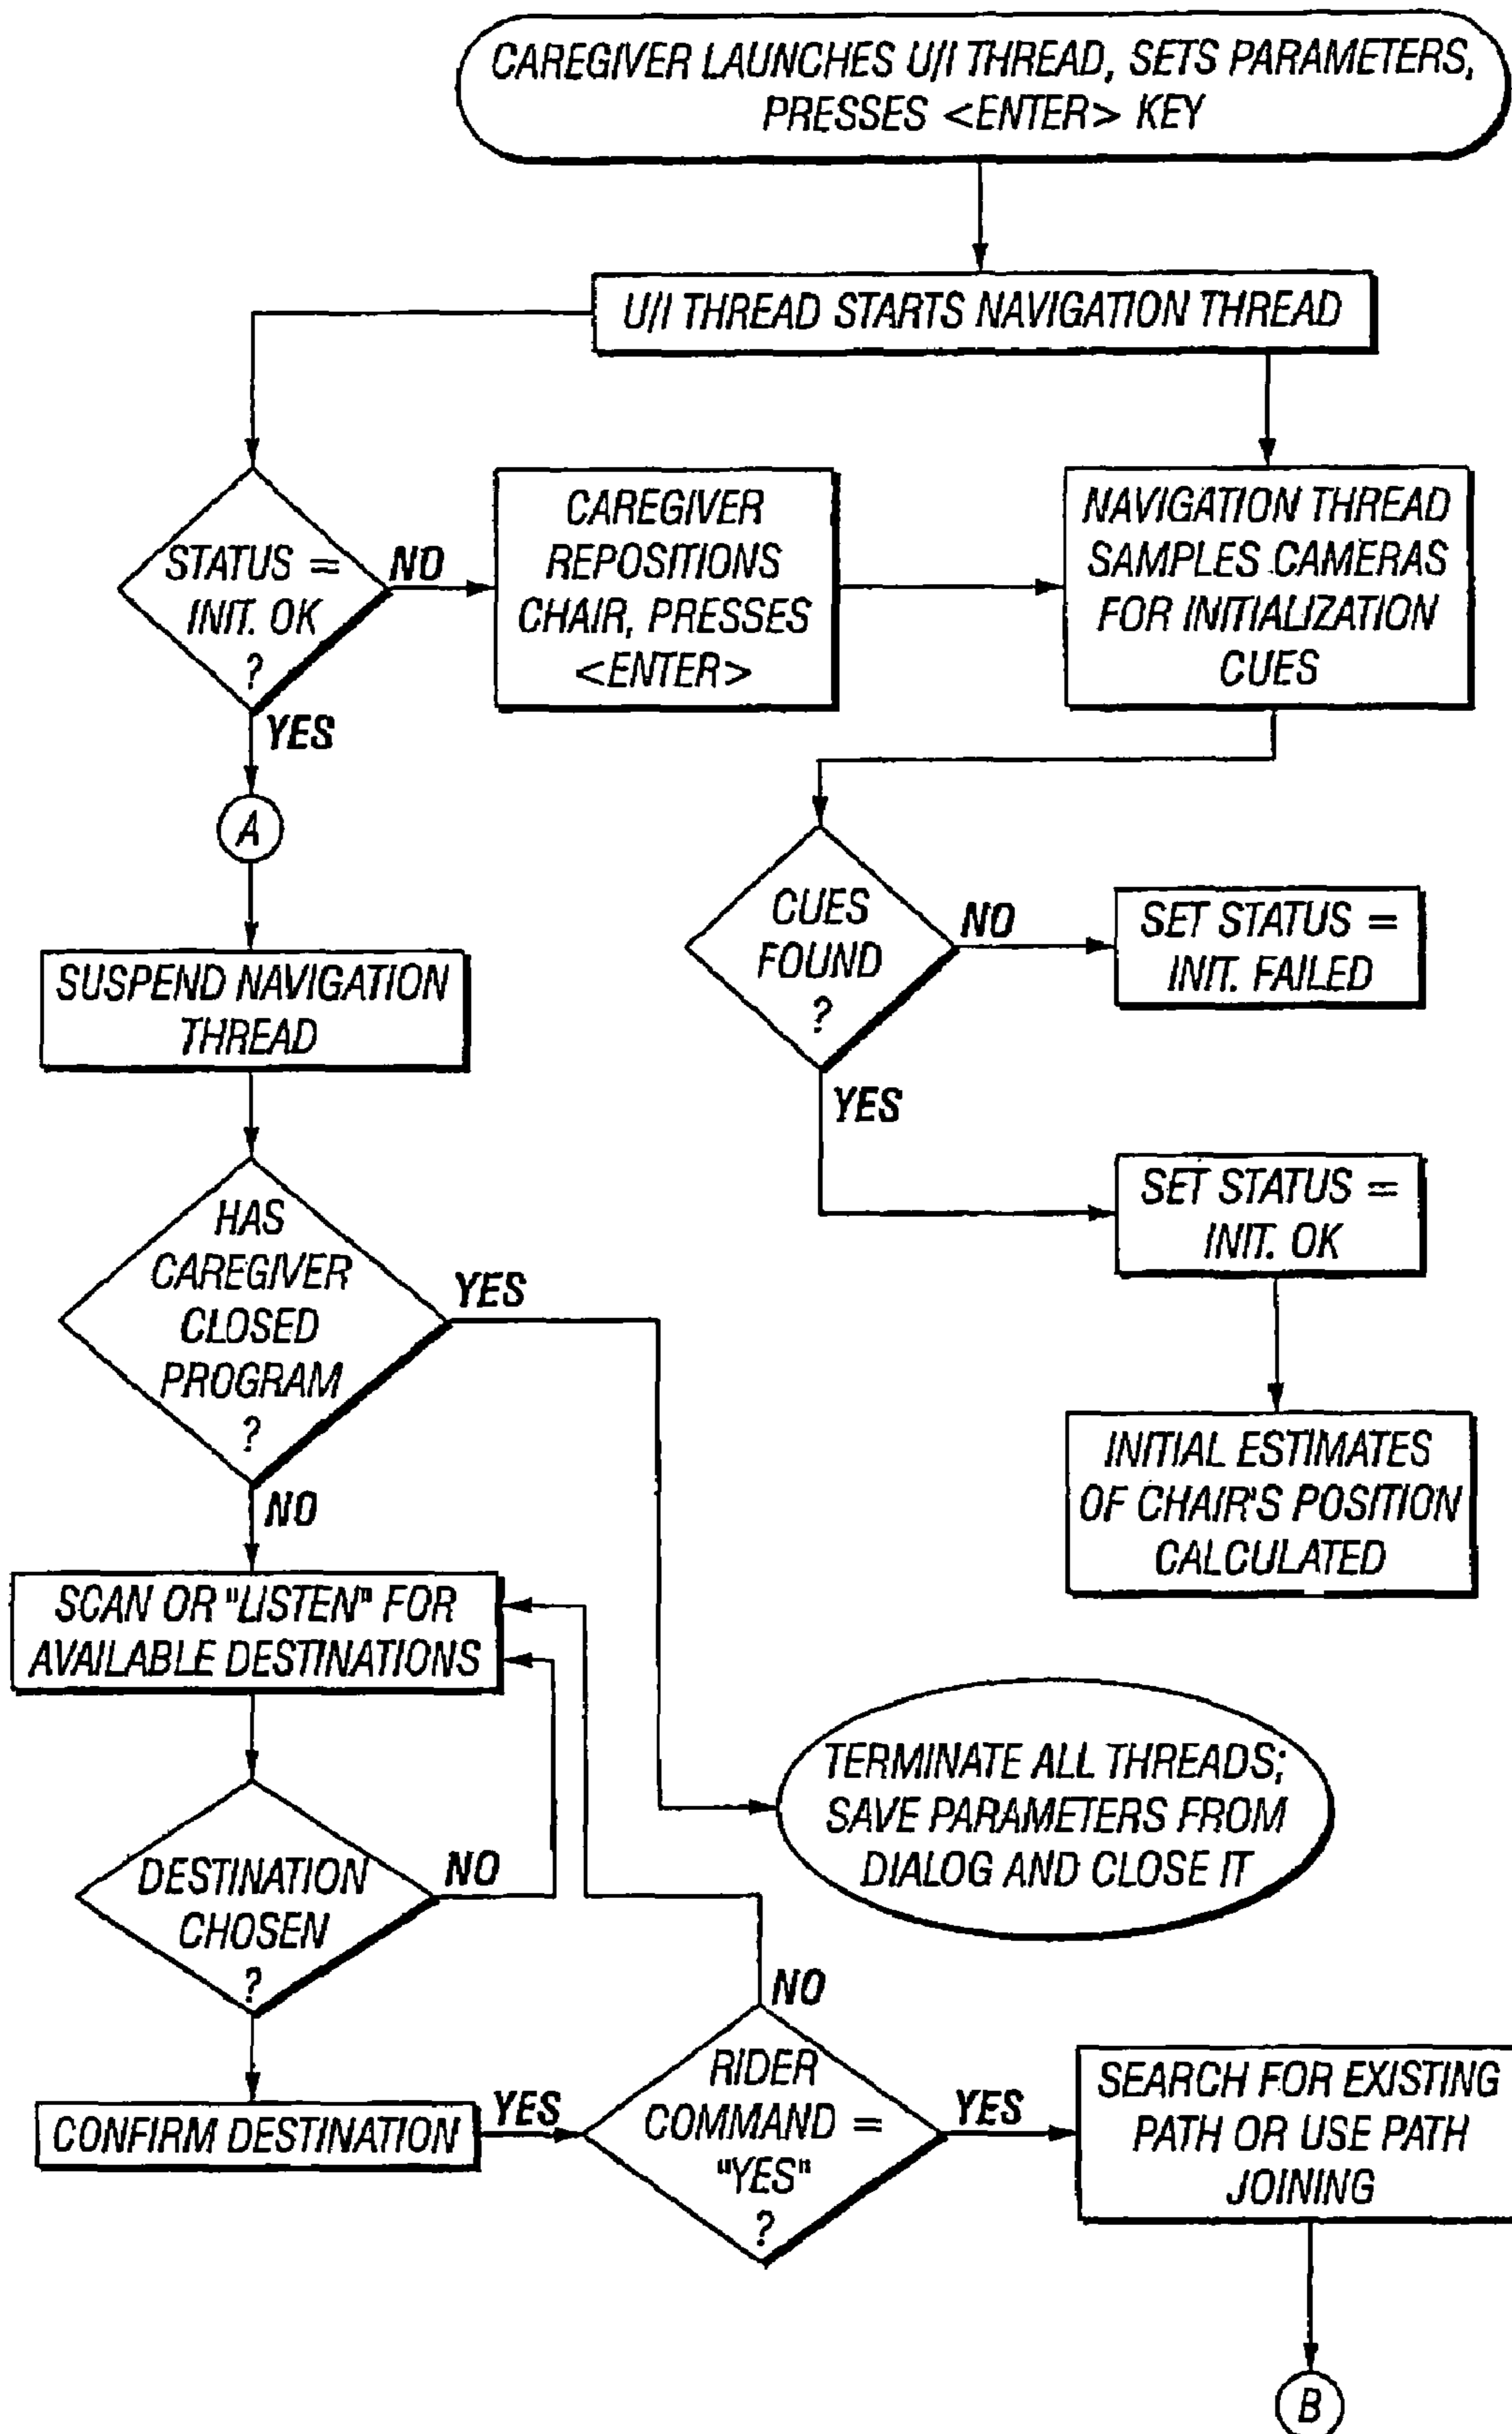 CAREGIVER LAUNCHES U/I THREAD, SETS PARAMETERS,
PRESSES <ENTER> KEY
U/I THREAD STARTS NAVIGATION THREAD
STATUS =
INIT. OK
?
NO
YES
CAREGIVER
REPOSITIONS
CHAIR, PRESSES
<ENTER>
NAVIGATION THREAD
SAMPLES CAMERAS
FOR INITIALIZATION
CUES
A
CUES
FOUND
?
NO
YES
SET STATUS =
INIT. FAILED
SUSPEND NAVIGATION
THREAD
SET STATUS =
INIT. OK
HAS
CAREGIVER
CLOSED
PROGRAM
?
YES
NO
INITIAL ESTIMATES
OF CHAIR'S POSITION
CALCULATED
SCAN OR "LISTEN" FOR
AVAILABLE DESTINATIONS
TERMINATE ALL THREADS;
SAVE PARAMETERS FROM
DIALOG AND CLOSE IT
DESTINATION
CHOSEN
?
NO
CONFIRM DESTINATION
YES
NO
RIDER
COMMAND =
"YES"
?
YES
SEARCH FOR EXISTING
PATH OR USE PATH
JOINING
B